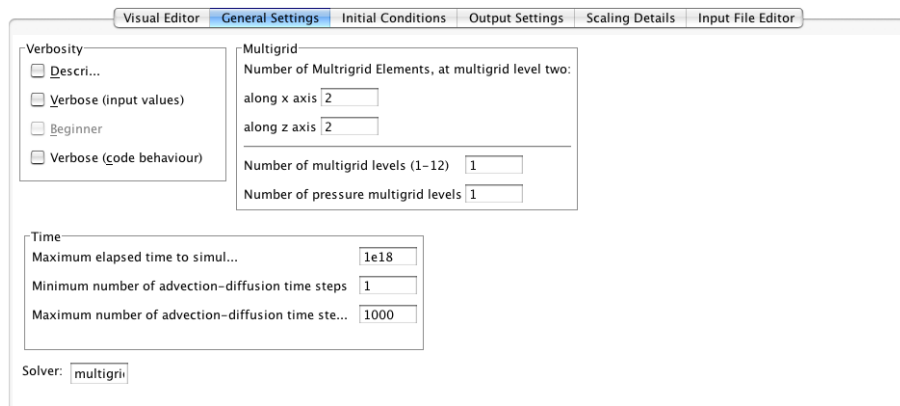 Visual Editor General Settings Initial Conditions Output Settings Scaling Details Input File Editor
Verbosity
Descri...
Verbose (input values)
Beginner
Verbose (code behaviour)
Multigrid
Number of Multrigrid Elements, at multigrid level two:
along x axis 2
along z axis 2
Number of multigrid levels (1-12) 1
Number of pressure multigrid levels 1
Time
Maximum elapsed time to simul... 1e18
Minimum number of advection-diffusion time steps 1
Maximum number of advection-diffusion time ste... 1000
Solver: multigri